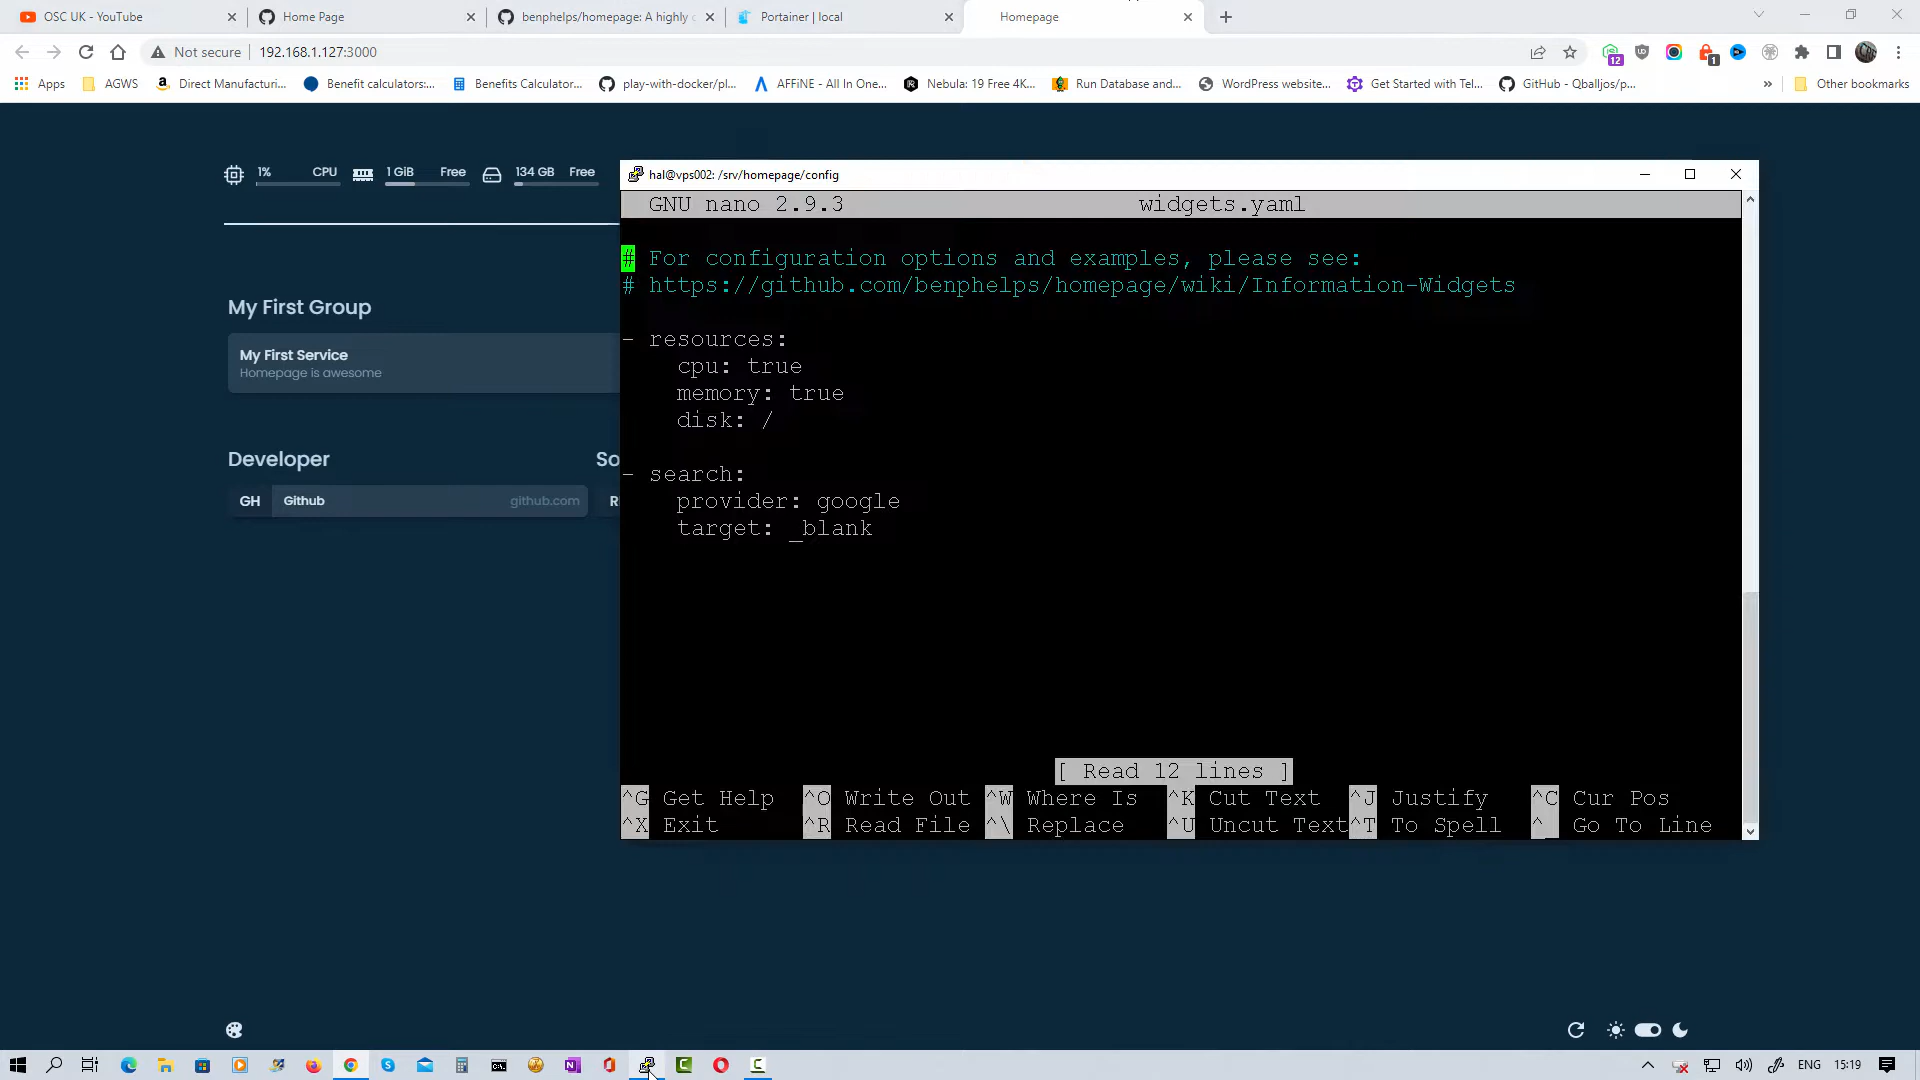 OSC UK - YouTube
Home Page
benphelps/homepage: A highly c
Portainer | local
Homepage
Not secure 192.168.1.127:3000
12
1
Apps AGWS Direct Manufacturi... Benefit calculators:... Benefits Calculator... play-with-docker/pl... AFFiNE - All In One... Nebula: 19 Free 4K... Run Database and... WordPress website... Get Started with Tel... GitHub - Qballjos/p... » Other bookmarks
1% CPU 1 GiB Free 134 GB Free
My First Group
My First Service
Homepage is awesome
Developer
So
GH Github github.com
R
hal@vps002: /srv/homepage/config
GNU nano 2.9.3 widgets.yaml
# For configuration options and examples, please see:
# https://github.com/benphelps/homepage/wiki/Information-Widgets
- resources:
cpu: true
memory: true
disk: /
- search:
provider: google
target: _blank
[ Read 12 lines ]
^G Get Help ^O Write Out ^W Where Is ^K Cut Text ^J Justify ^C Cur Pos
^X Exit ^R Read File ^\ Replace ^U Uncut Text ^T To Spell ^_ Go To Line
ENG 15:19